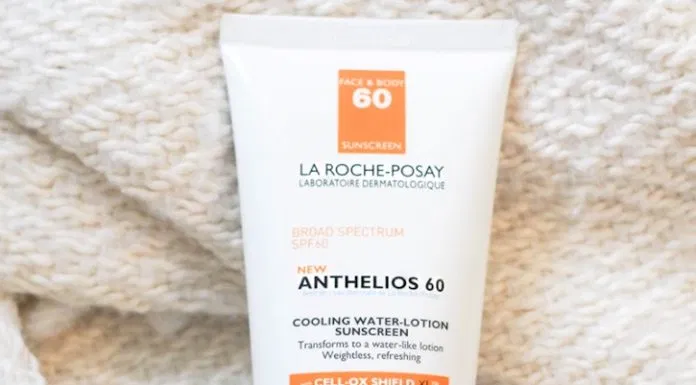 FACE & BODY
60
SUNSCREEN
LA ROCHE-POSAY
LABORATOIRE DERMATOLOGIQUE
BROAD SPECTRUM
SPF60
NEW
ANTHELIOS 60
COOLING WATER-LOTION
SUNSCREEN
Transforms to a water-like lotion
Weightless, refreshing
CELL-OX SHIELD XL